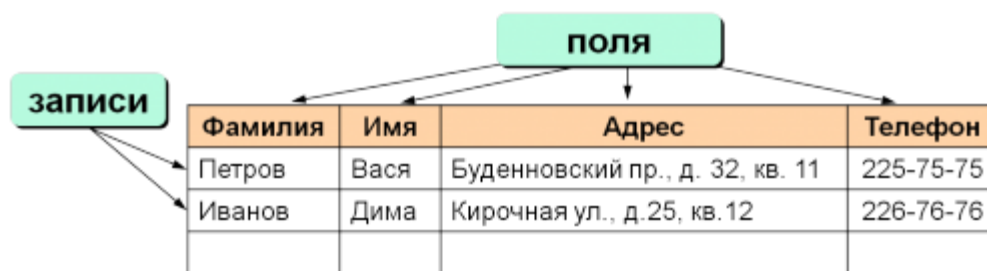 поля
записи
Фамилия Имя Адрес Телефон
Петров Вася Буденновский пр., д. 32, кв. 11 225-75-75
Иванов Дима Кирочная ул., д.25, кв.12 226-76-76